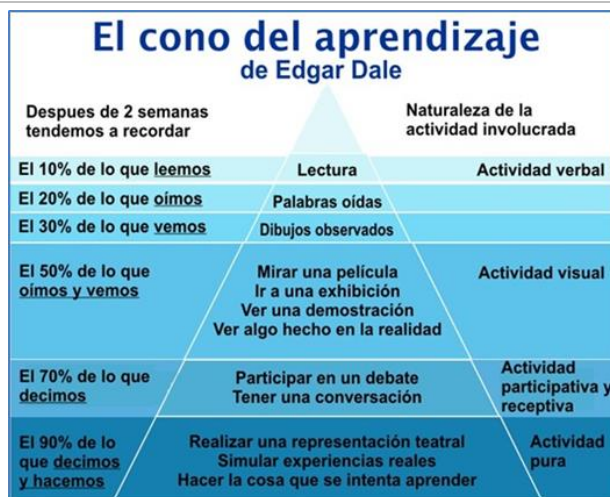 El cono del aprendizaje
de Edgar Dale
Despues de 2 semanas
tendemos a recordar
Naturaleza de la
actividad involucrada
El 10% de lo que leemos
Lectura
Actividad verbal
El 20% de lo que oímos
Palabras oídas
El 30% de lo que vemos
Dibujos observados
El 50% de lo que
oímos y vemos
Mirar una película
Ir a una exhibición
Ver una demostración
Ver algo hecho en la realidad
Actividad visual
El 70% de lo que
decimos
Participar en un debate
Tener una conversación
Actividad
participativa y
receptiva
El 90% de lo
que decimos
y hacemos
Realizar una representación teatral
Simular experiencias reales
Hacer la cosa que se intenta aprender
Actividad
pura